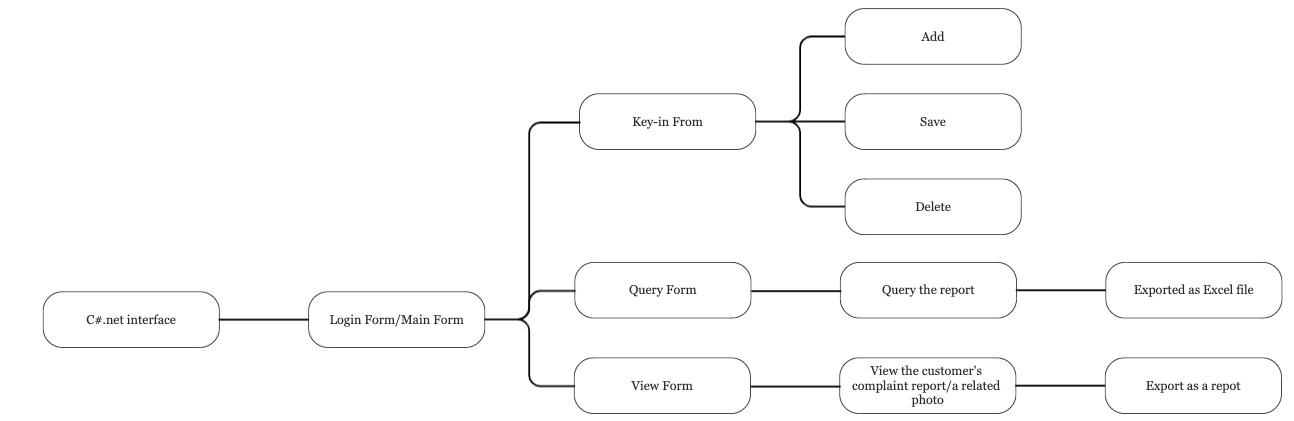 Add
Key-in From
Save
Delete
Query Form
Query the report
Exported as Excel file
C#.net interface
Login Form/Main Form
View Form
View the customer's
complaint report/a related
photo
Export as a repot